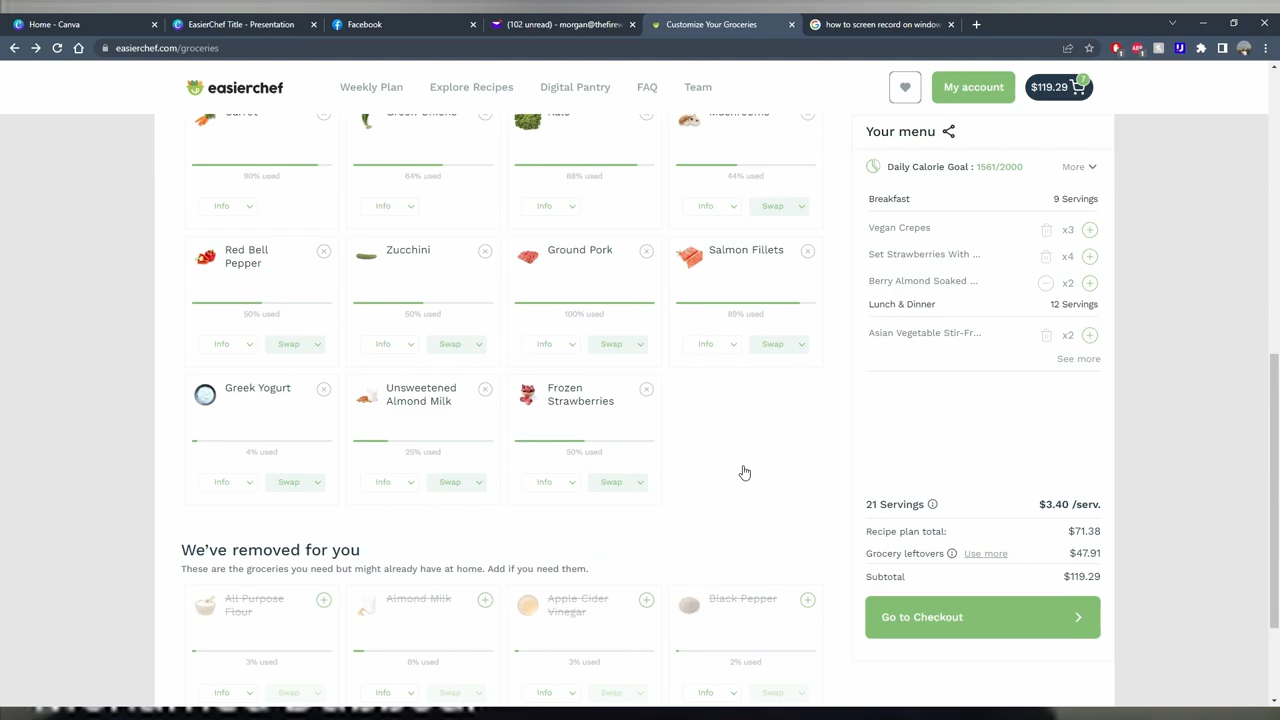 Home - Canva
EasierChef Title - Presentation
Facebook
(102 unread) - morgan@thefirew
Customize Your Groceries
how to screen record on window
easierchef.com/groceries
easierchef
Weekly Plan
Explore Recipes
Digital Pantry
FAQ
Team
My account
$119.29
7
90% used
64% used
88% used
44% used
Info
Info
Info
Info
Swap
Red Bell
Pepper
Zucchini
Ground Pork
Salmon Fillets
50% used
50% used
100% used
89% used
Info
Swap
Info
Swap
Info
Swap
Info
Swap
Greek Yogurt
Unsweetened
Almond Milk
Frozen
Strawberries
4% used
25% used
50% used
Info
Swap
Info
Swap
Info
Swap
We've removed for you
These are the groceries you need but might already have at home. Add if you need them.
All Purpose
Flour
Almond Milk
Apple Cider
Vinegar
Black Pepper
3% used
8% used
3% used
2% used
Info
Swap
Info
Swap
Info
Swap
Info
Swap
Your menu
Daily Calorie Goal : 1561/2000
More
Breakfast
9 Servings
Vegan Crepes
x3
Set Strawberries With ...
x4
Berry Almond Soaked ...
x2
Lunch & Dinner
12 Servings
Asian Vegetable Stir-Fr...
x2
See more
21 Servings
$3.40 /serv.
Recipe plan total:
$71.38
Grocery leftovers
Use more
$47.91
Subtotal
$119.29
Go to Checkout